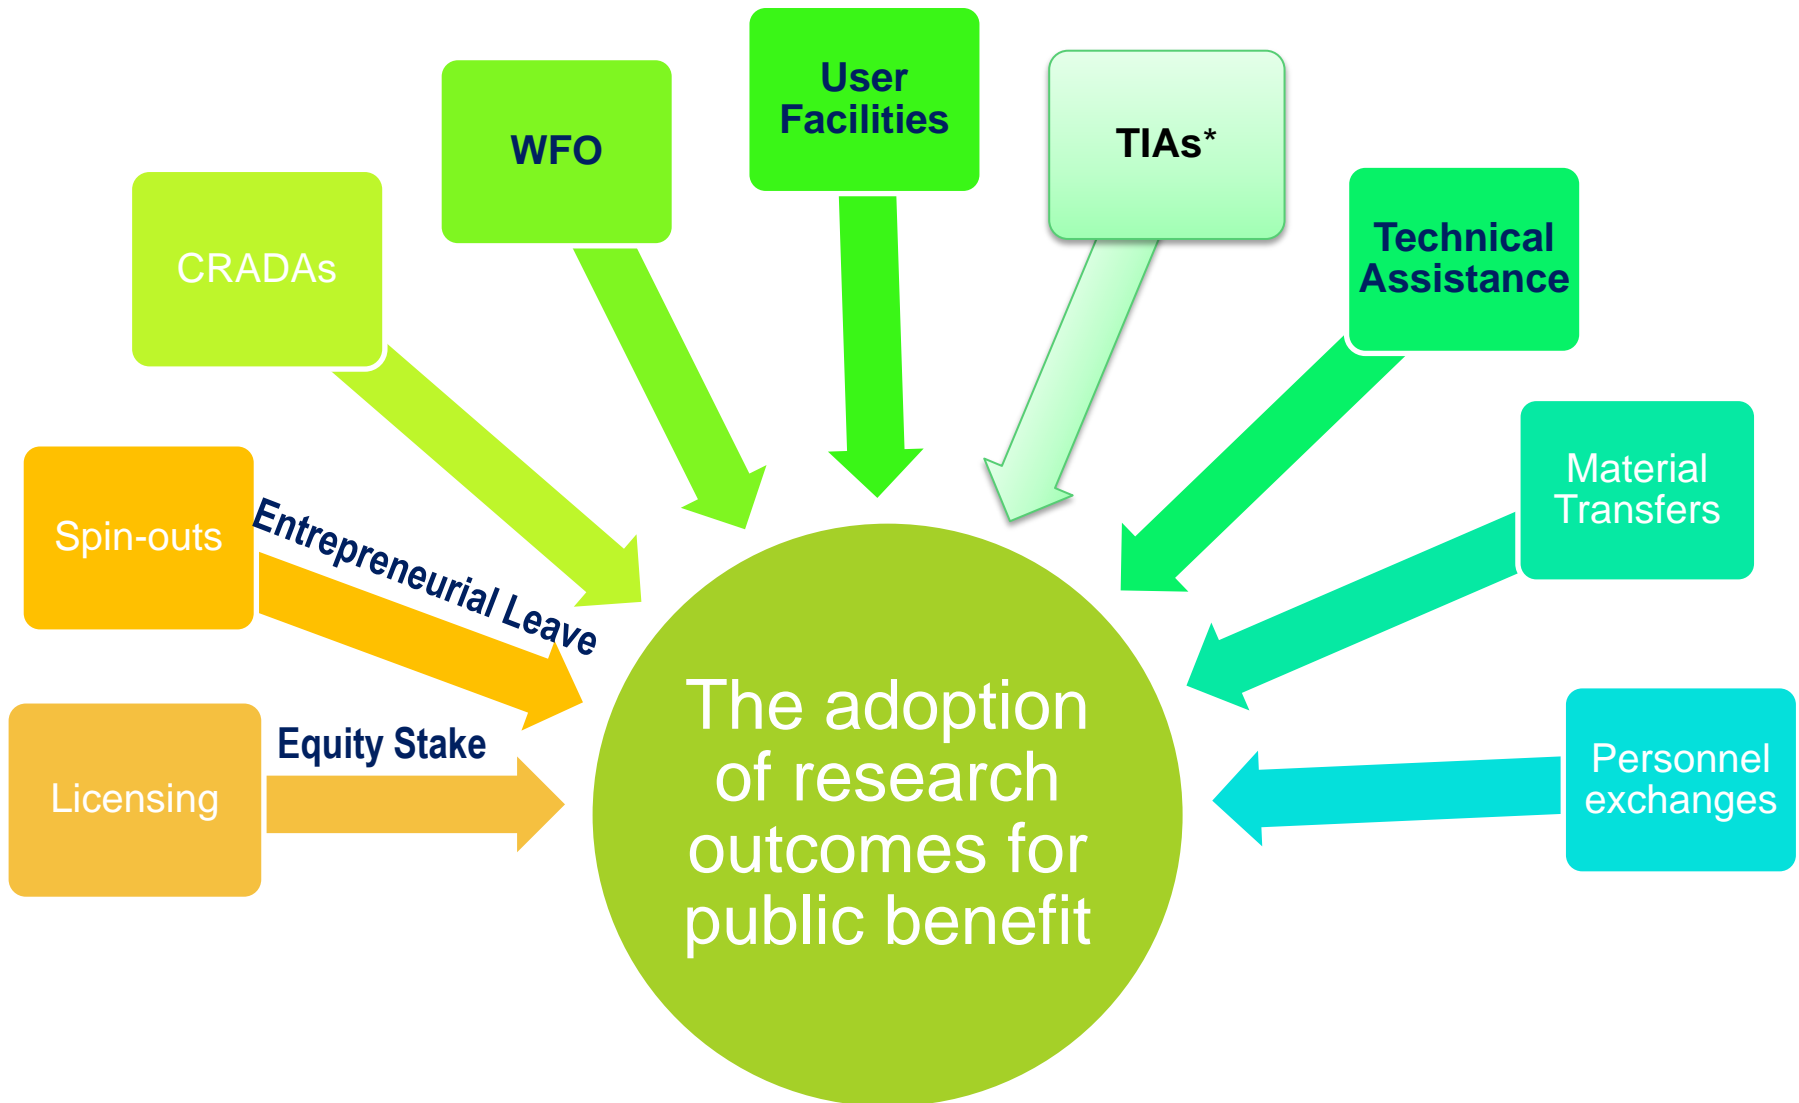 User
Facilities
WFO
TIAs*
CRADAs
Technical
Assistance
Material
Transfers
Spin-outs
Entrepreneurial Leave
Licensing
Equity Stake
Personnel
exchanges
The adoption
of research
outcomes for
public benefit